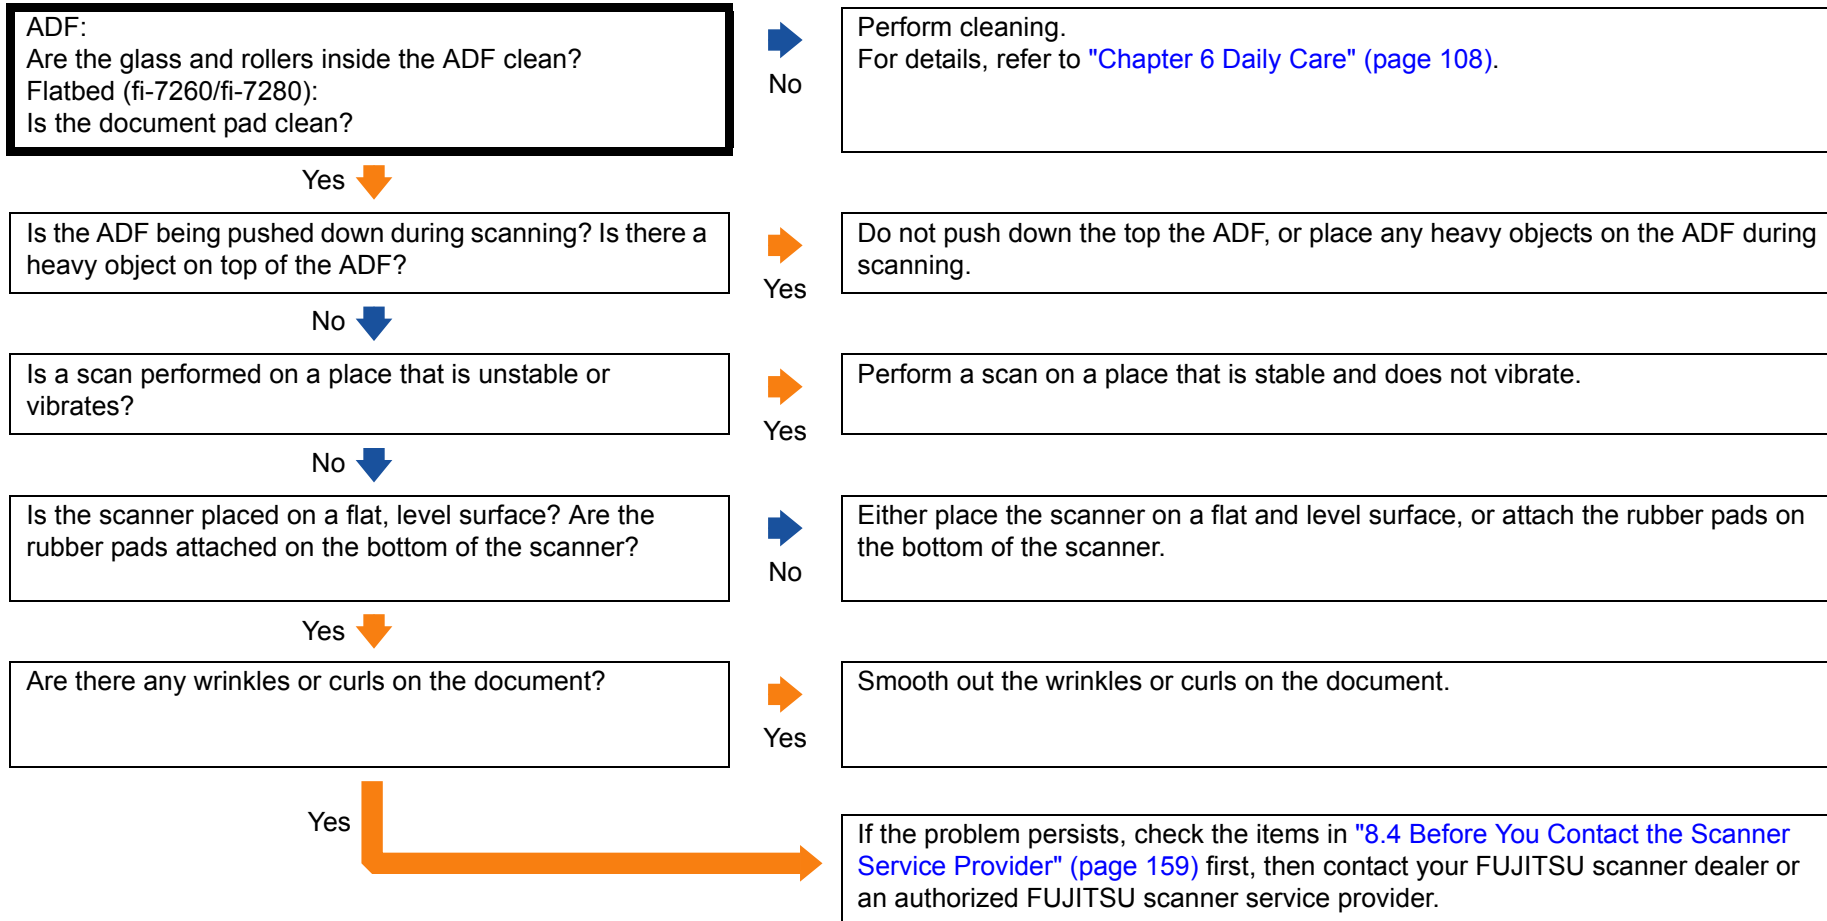 ADF:
Are the glass and rollers inside the ADF clean?
Flatbed (fi-7260/fi-7280):
Is the document pad clean?
No
Perform cleaning.
For details, refer to "Chapter 6 Daily Care" (page 108).
Yes
Is the ADF being pushed down during scanning? Is there a
heavy object on top of the ADF?
Yes
Do not push down the top the ADF, or place any heavy objects on the ADF during
scanning.
No
Is a scan performed on a place that is unstable or
vibrates?
Yes
Perform a scan on a place that is stable and does not vibrate.
No
Is the scanner placed on a flat, level surface? Are the
rubber pads attached on the bottom of the scanner?
No
Either place the scanner on a flat and level surface, or attach the rubber pads on
the bottom of the scanner.
Yes
Are there any wrinkles or curls on the document?
Yes
Smooth out the wrinkles or curls on the document.
Yes
If the problem persists, check the items in "8.4 Before You Contact the Scanner
Service Provider" (page 159) first, then contact your FUJITSU scanner dealer or
an authorized FUJITSU scanner service provider.